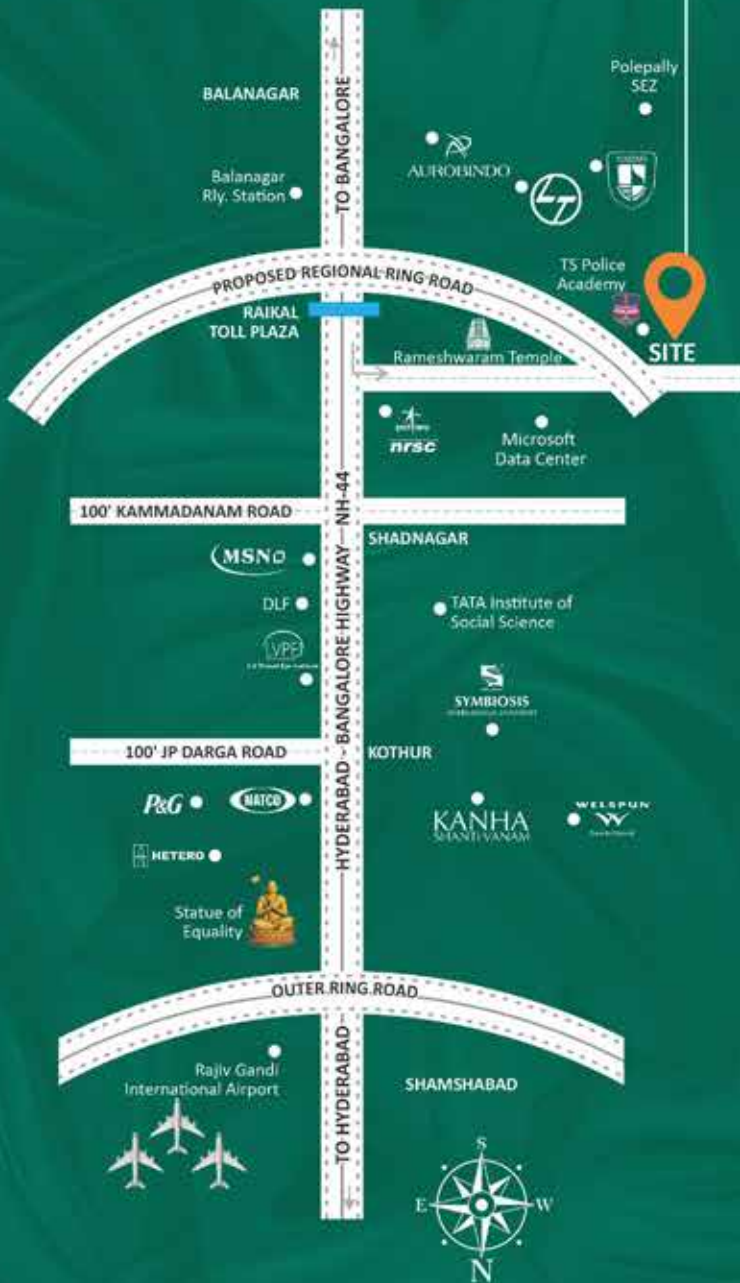 Polepally
SEZ
BALANAGAR
TO BANGALORE
AUROBINDO
Balanagar
Rly. Station
LT
PROPOSED REGIONAL RING ROAD
TS Police
Academy
RAIKAL
TOLL PLAZA
SITE
Rameshwaram Temple
nrsc
Microsoft
Data Center
100' KAMMADANAM ROAD
HYDERABAD - BANGALORE HIGHWAY NH-44
SHADNAGAR
MSN
DLF
TATA Institute of
Social Science
VPF
SYMBIOSIS
100' JP DARGA ROAD
KOTHUR
P&G
NATCO
KANHA
SHANTI VANAM
WELSPUN
W
HETERO
Statue of
Equality
OUTER RING ROAD
Rajiv Gandi
International Airport
TO HYDERABAD
SHAMSHABAD
S
E
W
N